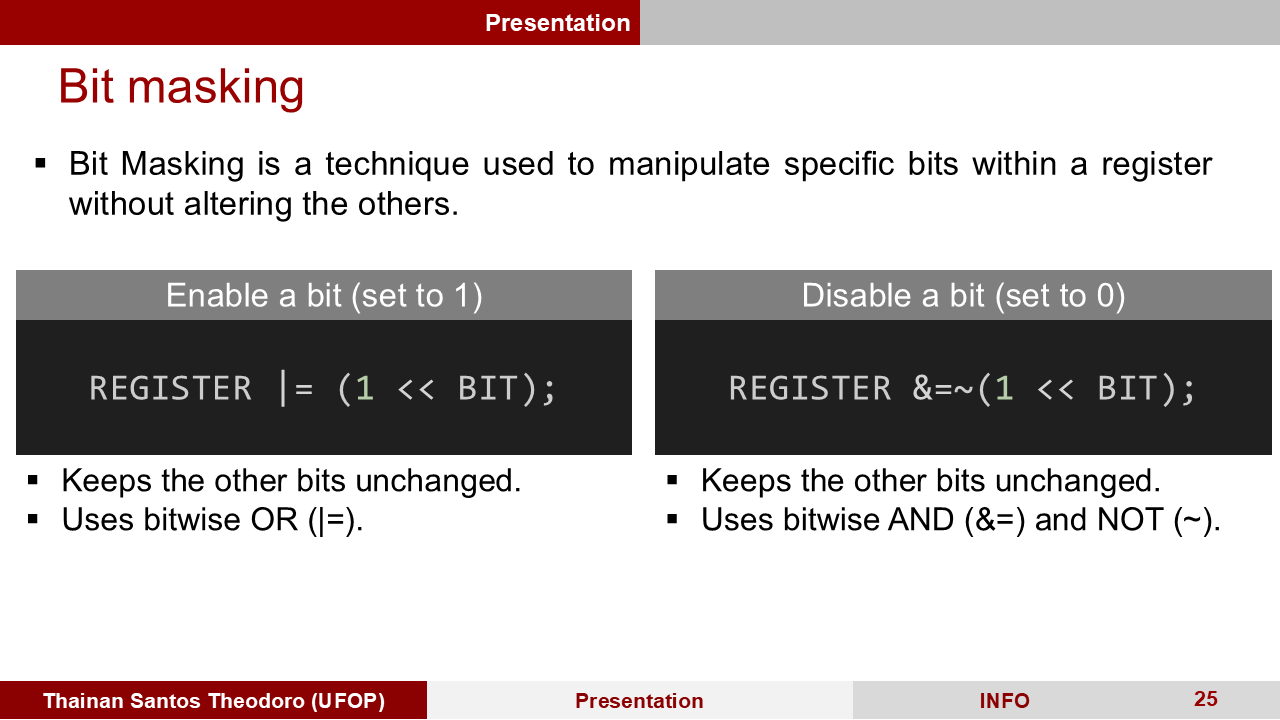 Presentation
Bit masking
▪ Bit Masking is a technique used to manipulate specific bits within a register
without altering the others.
Enable a bit (set to 1)
REGISTER |= (1 << BIT);
▪ Keeps the other bits unchanged.
▪ Uses bitwise OR (|=).
Disable a bit (set to 0)
REGISTER &=~(1 << BIT);
▪ Keeps the other bits unchanged.
▪ Uses bitwise AND (&=) and NOT (~).
Thainan Santos Theodoro (UFOP)
Presentation
INFO
25